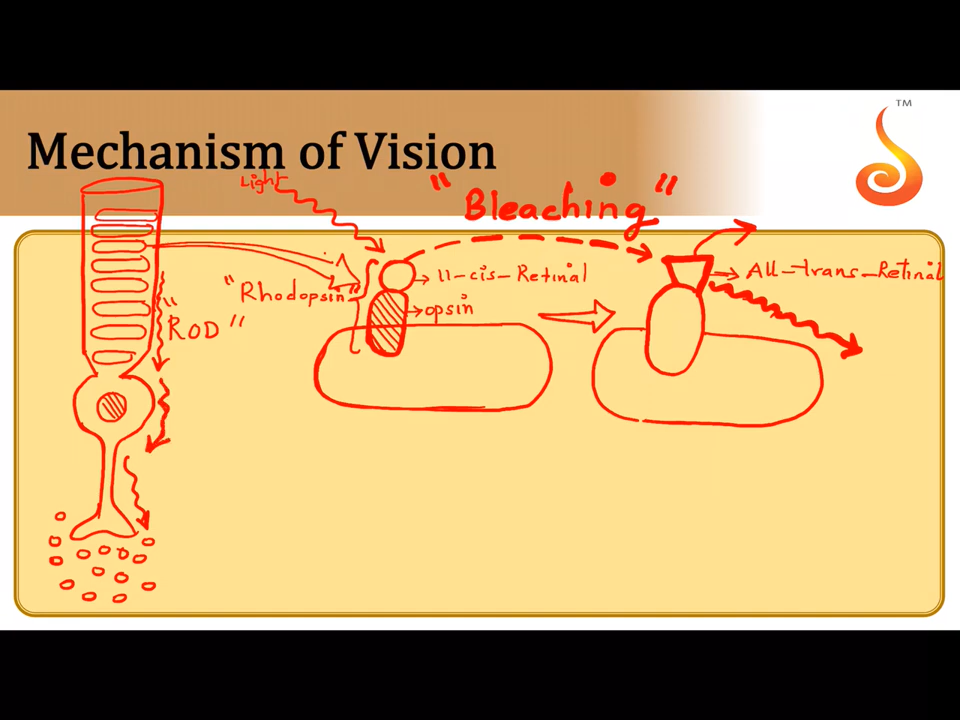 Mechanism of Vision
TM
Light
"Bleaching"
11-cis-Retinal
All-trans-Retinal
"Rhodopsin"
opsin
"ROD"